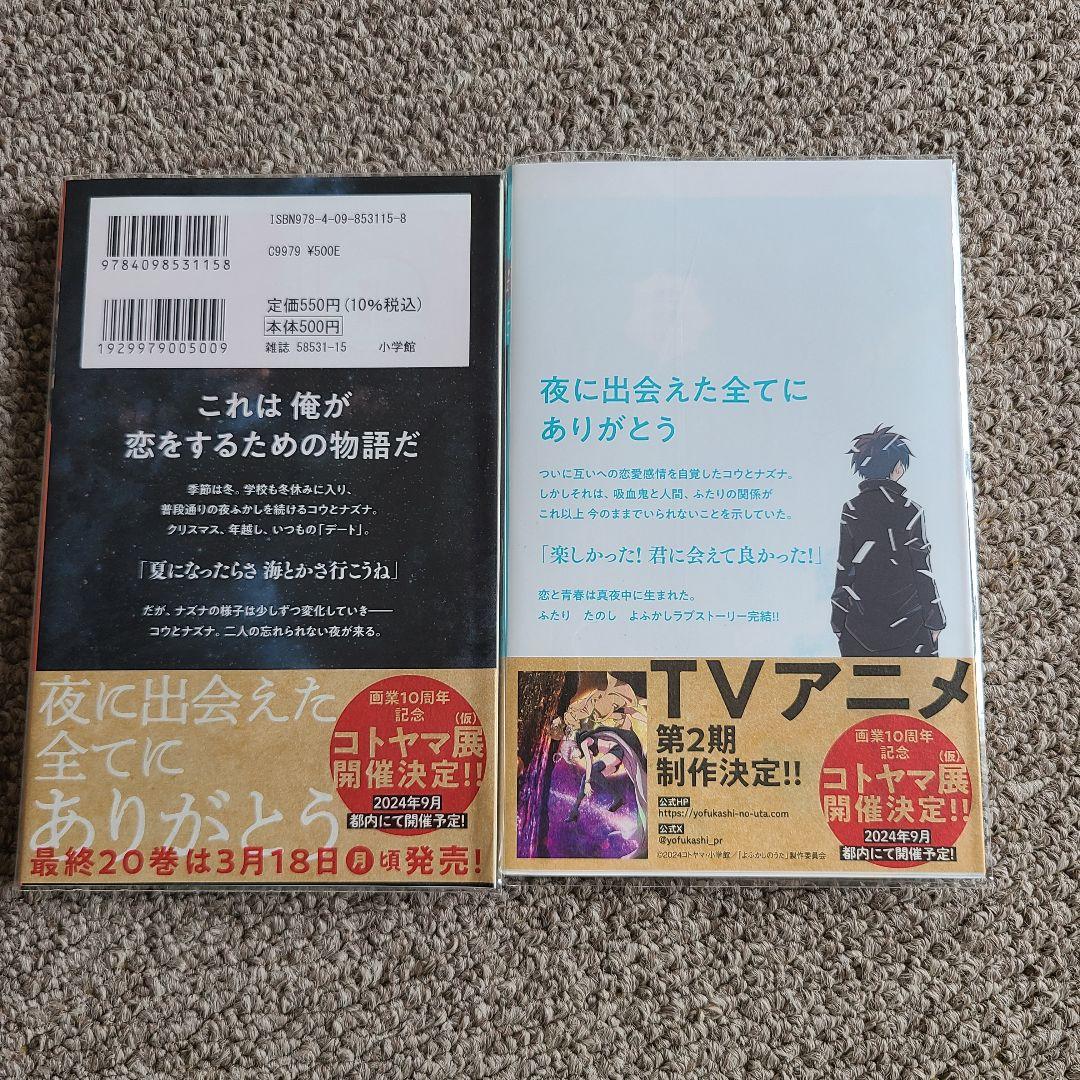 ISBN978-4-09-853115-8
C9979 ¥500E
9784098531158
定価550円(10%税込)
本体500円
1929979005009
雑誌 58531-15 小学館
これは 俺が
恋をするための物語だ
季節は冬。学校も冬休みに入り、
普段通りの夜ふかしを続けるコウとナズナ。
クリスマス、年越し、いつもの「デート」。
「夏になったらさ 海とかさ行こうね」
だが、ナズナの様子は少しずつ変化していき──
コウとナズナ。二人の忘れられない夜が来る。
夜に出会えた
全てに
ありがとう
画業10周年
記念
(仮)
コトヤマ展
開催決定!!
2024年9月
都内にて開催予定!
最終20巻は3月18日月頃発売!
夜に出会えた全てに
ありがとう
ついに互いへの恋愛感情を自覚したコウとナズナ。
しかしそれは、吸血鬼と人間、ふたりの関係が
これ以上 今のままでいられないことを示していた。
「楽しかった! 君に会えて良かった!」
恋と青春は真夜中に生まれた。
ふたり たのし よふかしラブストーリー完結!!
TVアニメ
第2期
制作決定!!
公式HP
https://yofukashi-no-uta.com
公式X
@yofukashi_pr
©2024コトヤマ・小学館/「よふかしのうた」製作委員会
画業10周年
記念
(仮)
コトヤマ展
開催決定!!
2024年9月
都内にて開催予定!